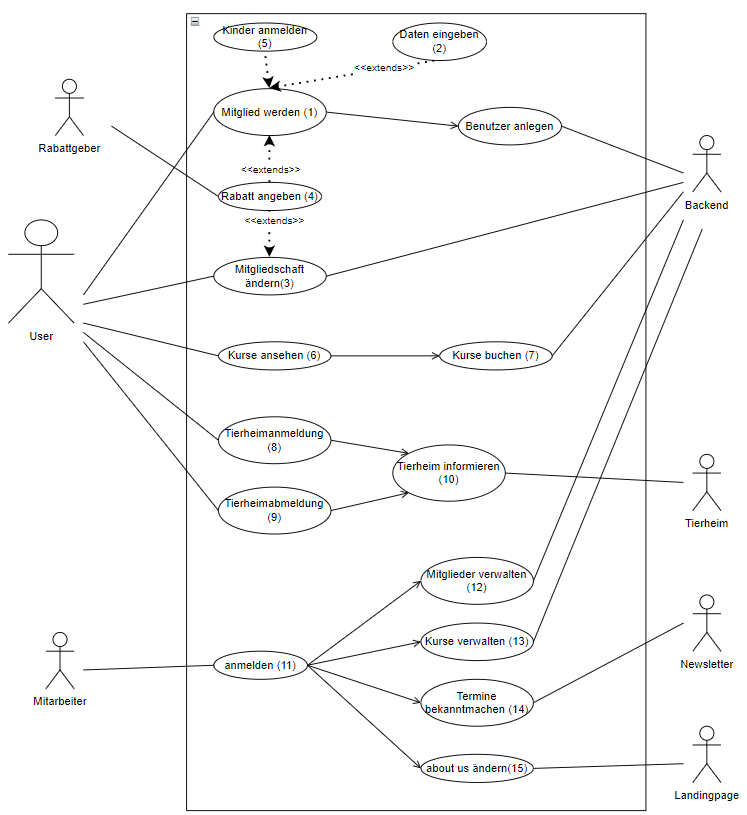 Kinder anmelden
(5)
Daten eingeben
(2)
<<extends>>
Mitglied werden (1)
Benutzer anlegen
Rabattgeber
<<extends>>
Rabatt angeben (4)
Backend
<<extends>>
Mitgliedschaft
ändern(3)
User
Kurse ansehen (6)
Kurse buchen (7)
Tierheimanmeldung
(8)
Tierheim informieren
(10)
Tierheimabmeldung
(9)
Tierheim
Mitglieder verwalten
(12)
Kurse verwalten (13)
anmelden (11)
Newsletter
Mitarbeiter
Termine
bekanntmachen (14)
about us ändern(15)
Landingpage